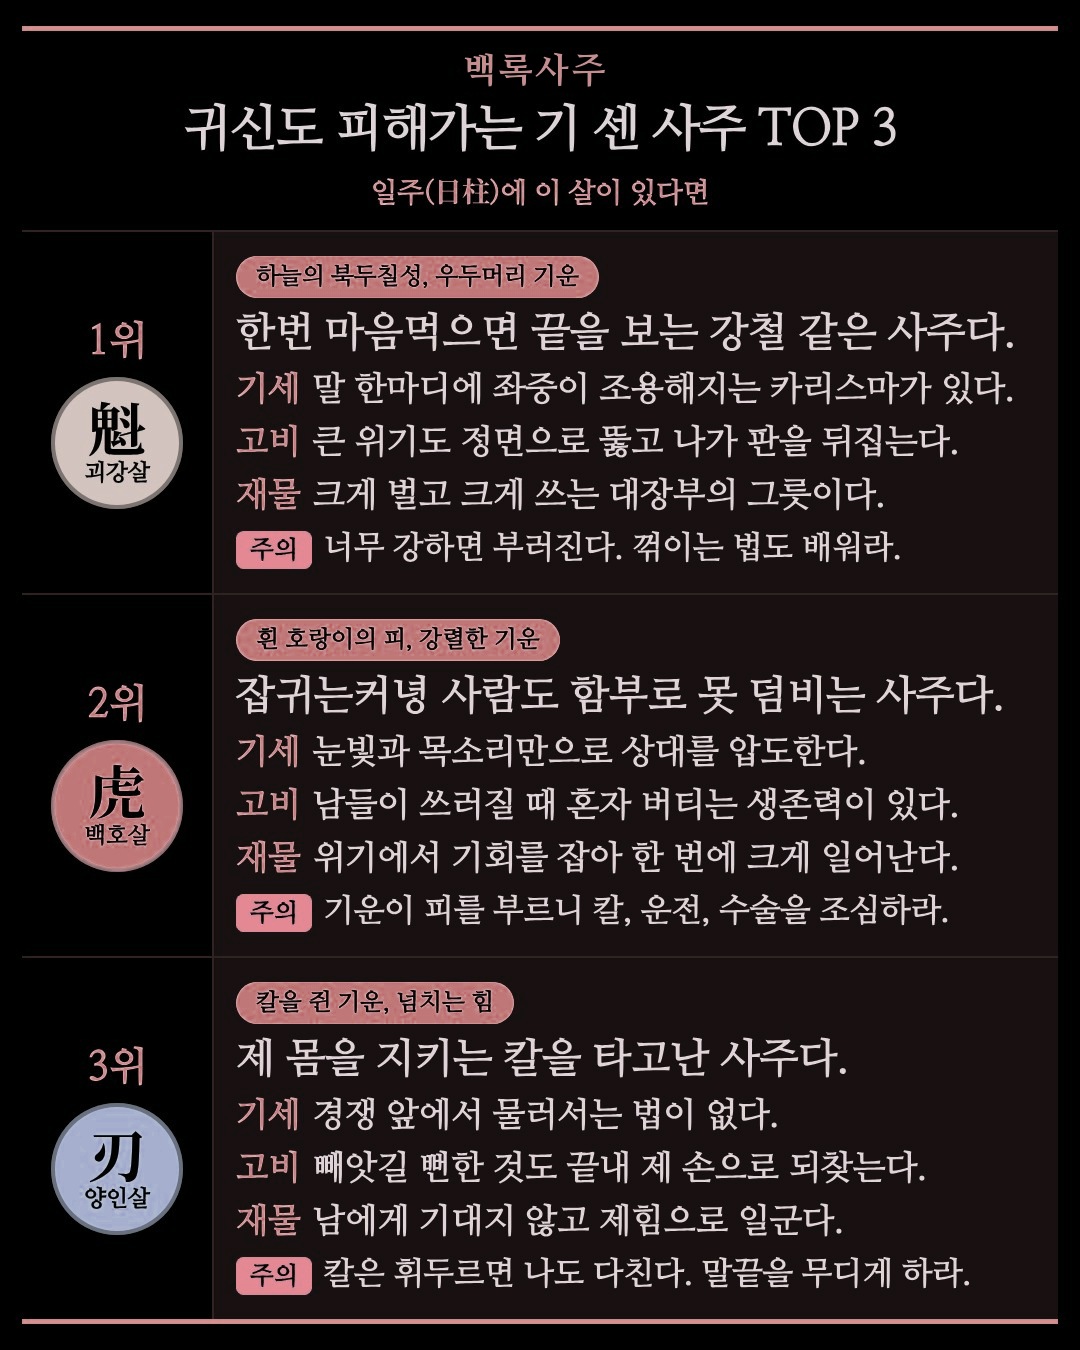 백록사주
귀신도 피해가는 기 센 사주 TOP 3
일주(日柱)에 이 살이 있다면
1위
魁
괴강살
하늘의 북두칠성, 우두머리 기운
한번 마음먹으면 끝을 보는 강철 같은 사주다.
기세 말 한마디에 좌중이 조용해지는 카리스마가 있다.
고비 큰 위기도 정면으로 뚫고 나가 판을 뒤집는다.
재물 크게 벌고 크게 쓰는 대장부의 그릇이다.
주의 너무 강하면 부러진다. 꺾이는 법도 배워라.
2위
虎
백호살
흰 호랑이의 피, 강렬한 기운
잡귀는커녕 사람도 함부로 못 덤비는 사주다.
기세 눈빛과 목소리만으로 상대를 압도한다.
고비 남들이 쓰러질 때 혼자 버티는 생존력이 있다.
재물 위기에서 기회를 잡아 한 번에 크게 일어난다.
주의 기운이 피를 부르니 칼, 운전, 수술을 조심하라.
3위
刃
양인살
칼을 쥔 기운, 넘치는 힘
제 몸을 지키는 칼을 타고난 사주다.
기세 경쟁 앞에서 물러서는 법이 없다.
고비 빼앗길 뻔한 것도 끝내 제 손으로 되찾는다.
재물 남에게 기대지 않고 제힘으로 일군다.
주의 칼은 휘두르면 나도 다친다. 말끝을 무디게 하라.